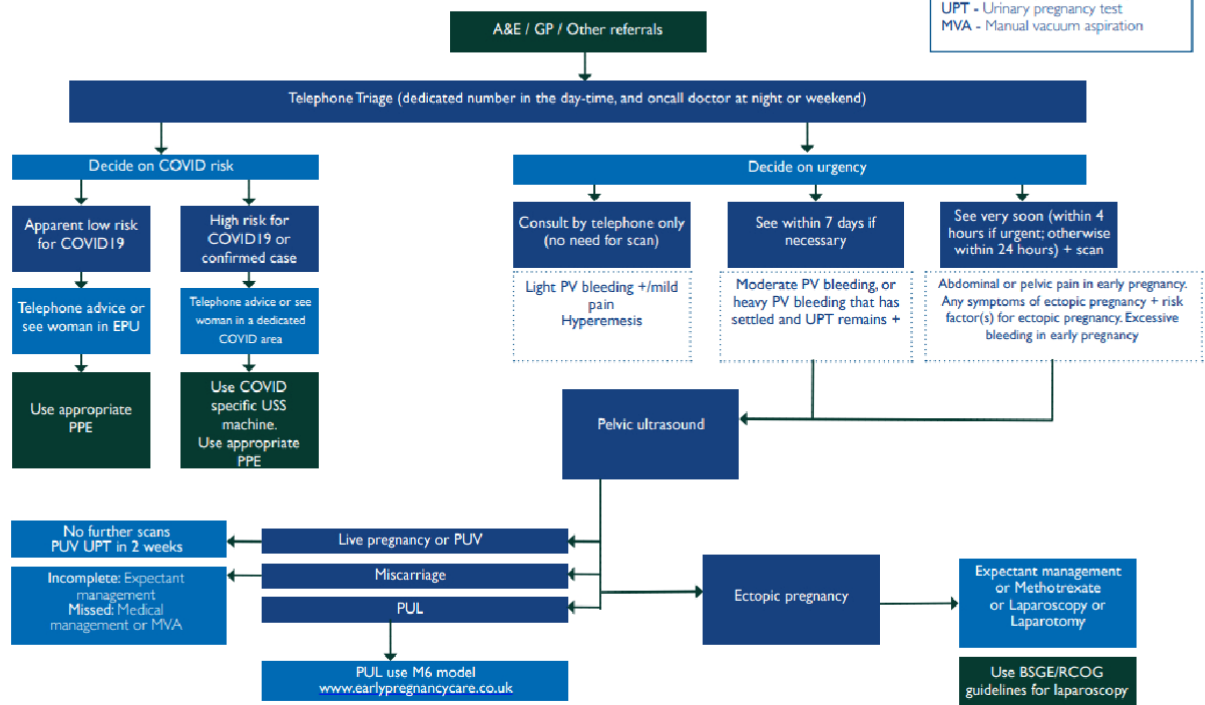 UPT - Urinary pregnancy test
MVA - Manual vacuum aspiration
A&E / GP / Other referrals
Telephone Triage (dedicated number in the day-time, and oncall doctor at night or weekend)
Decide on COVID risk
Decide on urgency
Apparent low risk
for COVID19
High risk for
COVID19 or
confirmed case
Consult by telephone only
(no need for scan)
See within 7 days if
necessary
See very soon (within 4
hours if urgent; otherwise
within 24 hours) + scan
Telephone advice or
see woman in EPU
Telephone advice or see
woman in a dedicated
COVID area
Light PV bleeding +/mild
pain
Hyperemesis
Moderate PV bleeding, or
heavy PV bleeding that has
settled and UPT remains +
Abdominal or pelvic pain in early pregnancy.
Any symptoms of ectopic pregnancy + risk
factor(s) for ectopic pregnancy. Excessive
bleeding in early pregnancy
Use appropriate
PPE
Use COVID
specific USS
machine.
Use appropriate
PPE
Pelvic ultrasound
No further scans
PUV UPT in 2 weeks
Live pregnancy or PUV
Incomplete: Expectant
management
Missed: Medical
management or MVA
Miscarriage
PUL
Ectopic pregnancy
Expectant management
or Methotrexate
or Laparoscopy or
Laparotomy
PUL use M6 model
www.earlypregnancycare.co.uk
Use BSGE/RCOG
guidelines for laparoscopy